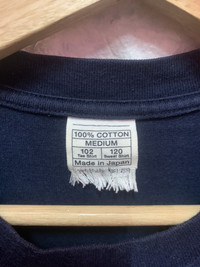 100% COTTON
MEDIUM
102 120
Tee Shirt Sweat Shirt
Made in Japan